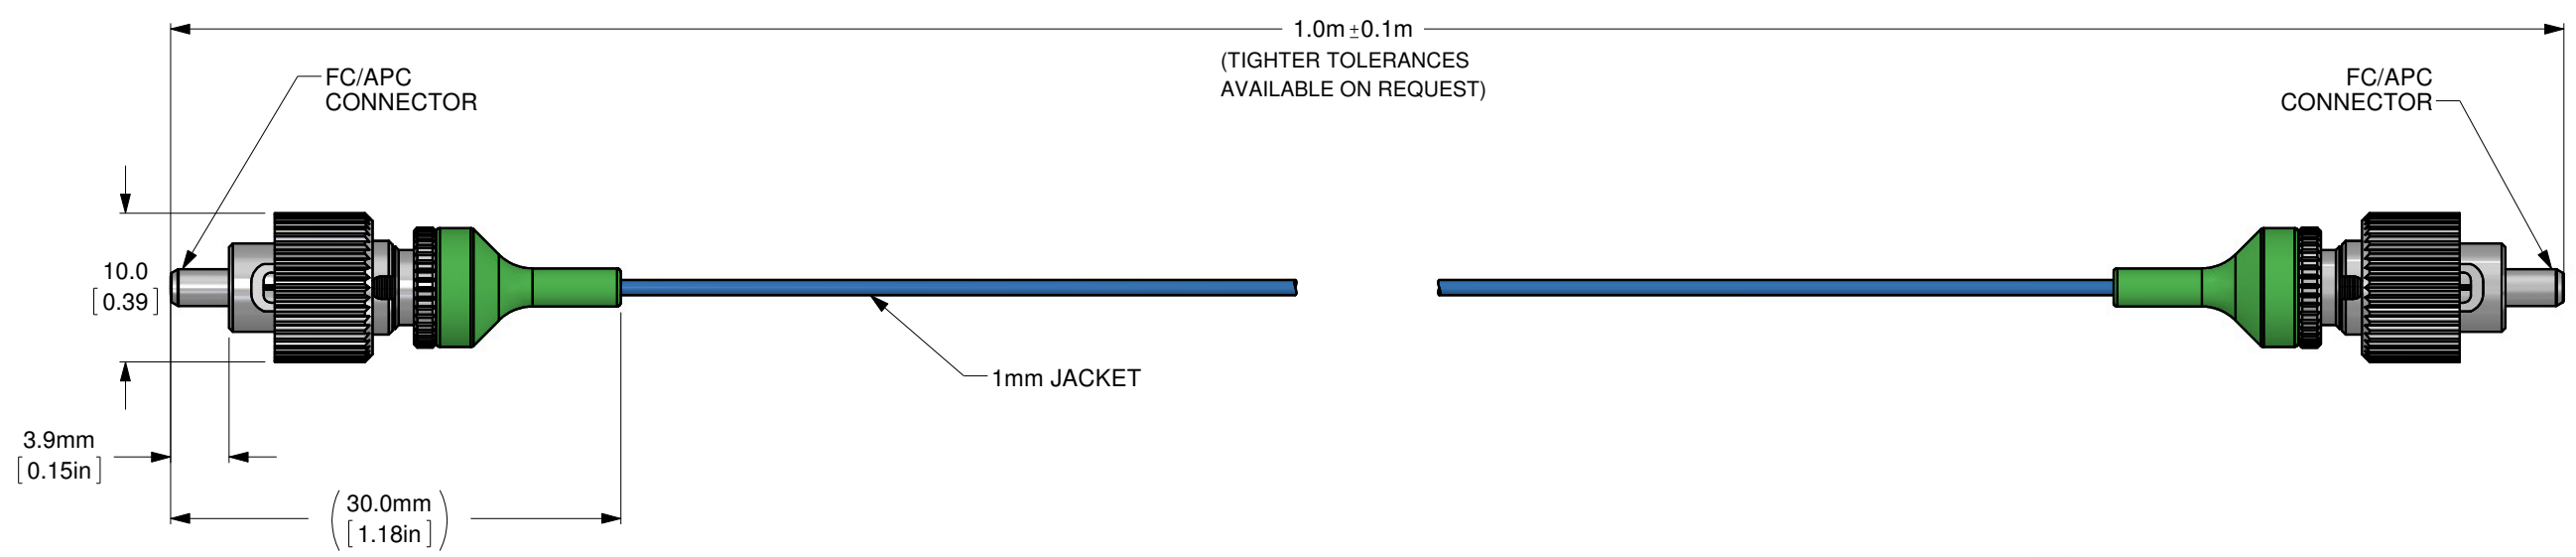 1.0m ±0.1m
(TIGHTER TOLERANCES
AVAILABLE ON REQUEST)
FC/APC
CONNECTOR
FC/APC
CONNECTOR
10.0
[0.39]
1mm JACKET
3.9mm
[0.15in]
(30.0mm
[1.18in])